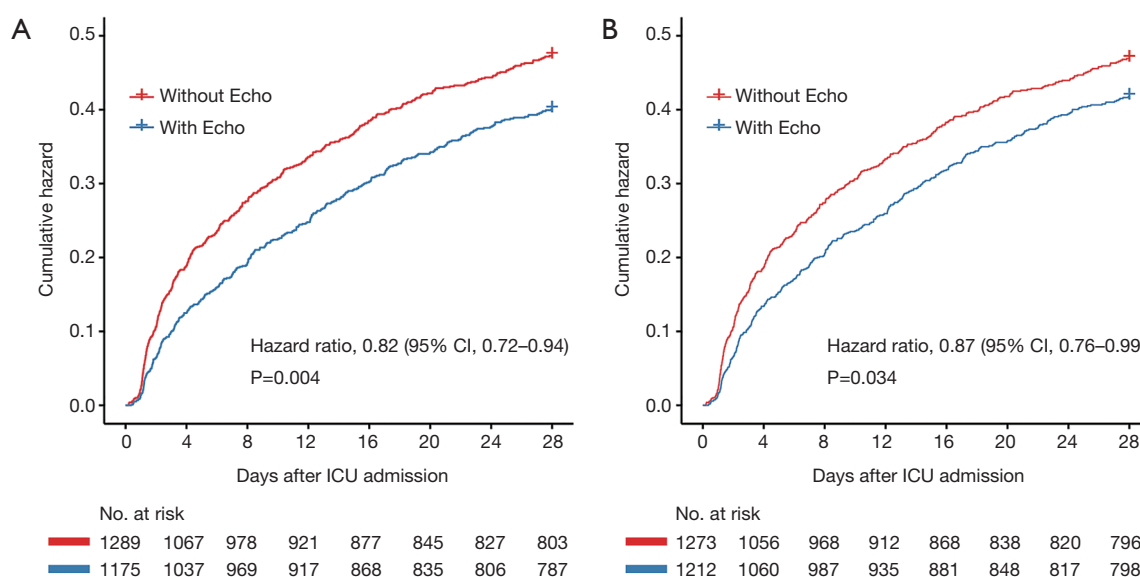 A
0.5
0.4
0.3
0.2
0.1
0.0
Cumulative hazard
Without Echo
With Echo
Hazard ratio, 0.82 (95% CI, 0.72–0.94)
P=0.004
0 4 8 12 16 20 24 28
Days after ICU admission
No. at risk
1289 1067 978 921 877 845 827 803
1175 1037 969 917 868 835 806 787
B
0.5
0.4
0.3
0.2
0.1
0.0
Cumulative hazard
Without Echo
With Echo
Hazard ratio, 0.87 (95% CI, 0.76–0.99
P=0.034
0 4 8 12 16 20 24 28
Days after ICU admission
No. at risk
1273 1056 968 912 868 838 820 796
1212 1060 987 935 881 848 817 798